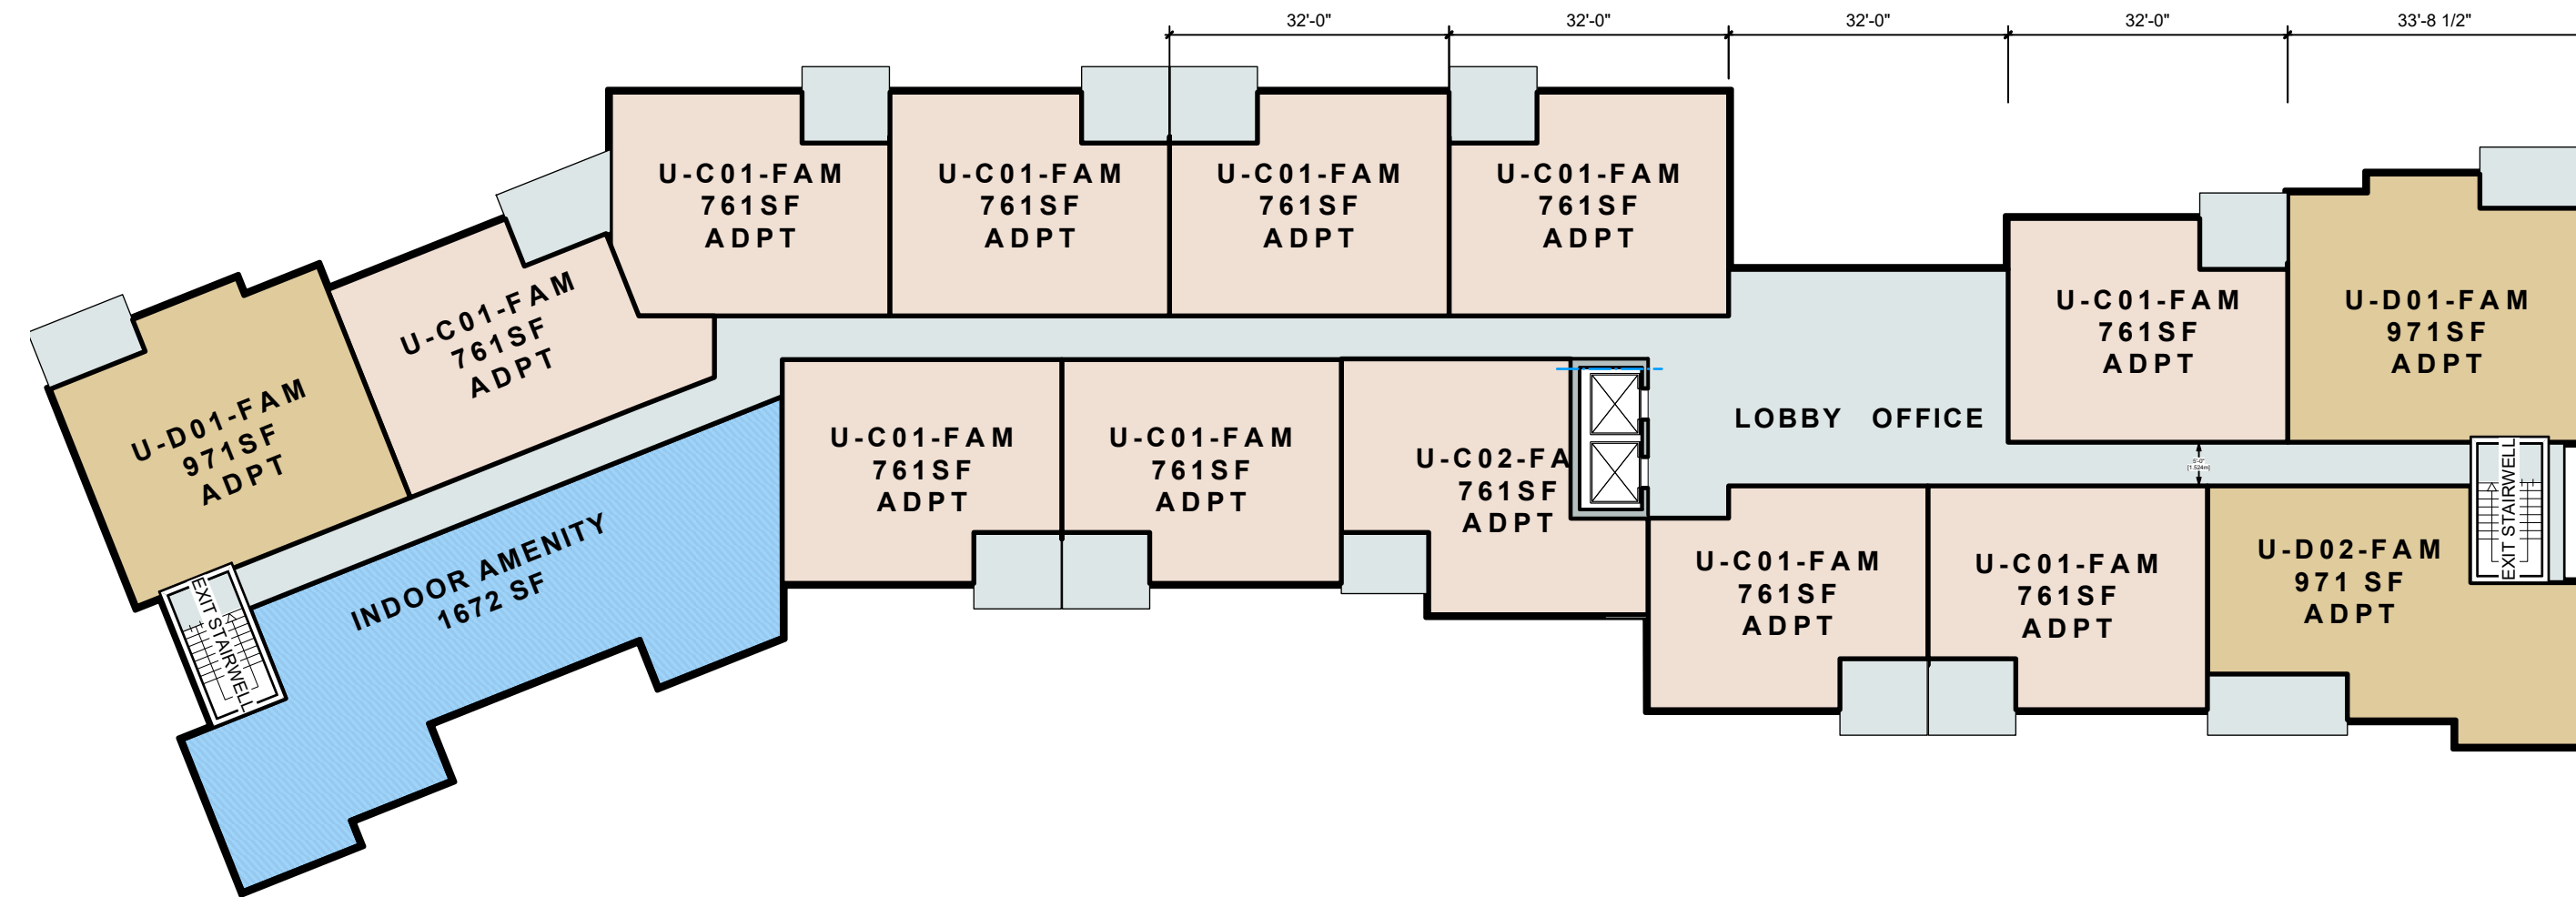 32'-0"
32'-0"
32'-0"
32'-0"
33'-8 1/2"
U-C01-FAM
761SF
ADPT
U-C01-FAM
761SF
ADPT
U-C01-FAM
761SF
ADPT
U-C01-FAM
761SF
ADPT
U-C01-FAM
761SF
ADPT
U-D01-FAM
971SF
ADPT
U-C01-FAM
761SF
ADPT
U-D01-FAM
971SF
ADPT
U-C01-FAM
761SF
ADPT
U-C01-FAM
761SF
ADPT
U-C02-FA
761SF
ADPT
LOBBY OFFICE
5'-0"
[1.524m]
EXIT STAIRWELL
INDOOR AMENITY
1672 SF
EXIT STAIRWELL
U-C01-FAM
761SF
ADPT
U-C01-FAM
761SF
ADPT
U-D02-FAM
971 SF
ADPT